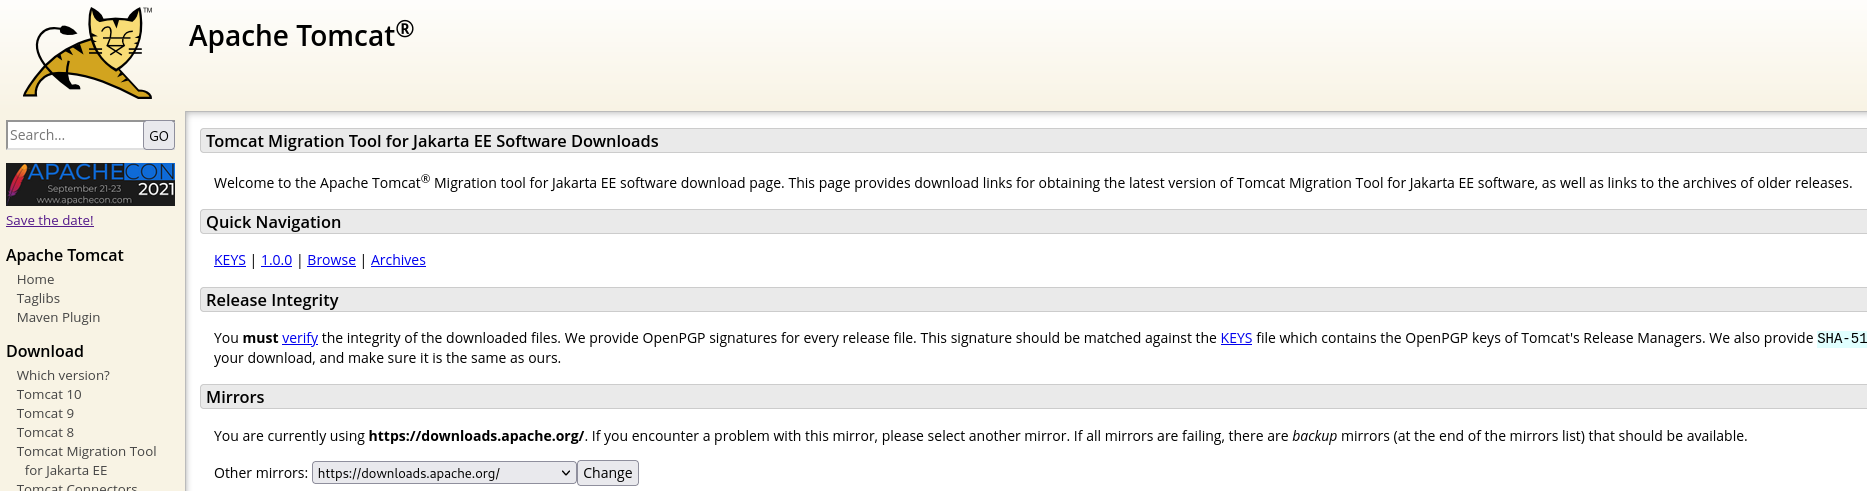 TM
Apache Tomcat®
Search...
GO
APACHECON
September 21-23 2021
www.apachecon.com
Save the date!
Apache Tomcat
Home
Taglibs
Maven Plugin
Download
Which version?
Tomcat 10
Tomcat 9
Tomcat 8
Tomcat Migration Tool
for Jakarta EE
Tomcat Connectors
Tomcat Migration Tool for Jakarta EE Software Downloads
Welcome to the Apache Tomcat® Migration tool for Jakarta EE software download page. This page provides download links for obtaining the latest version of Tomcat Migration Tool for Jakarta EE software, as well as links to the archives of older releases.
Quick Navigation
KEYS | 1.0.0 | Browse | Archives
Release Integrity
You must verify the integrity of the downloaded files. We provide OpenPGP signatures for every release file. This signature should be matched against the KEYS file which contains the OpenPGP keys of Tomcat's Release Managers. We also provide SHA-51
your download, and make sure it is the same as ours.
Mirrors
You are currently using https://downloads.apache.org/. If you encounter a problem with this mirror, please select another mirror. If all mirrors are failing, there are backup mirrors (at the end of the mirrors list) that should be available.
Other mirrors: https://downloads.apache.org/ Change